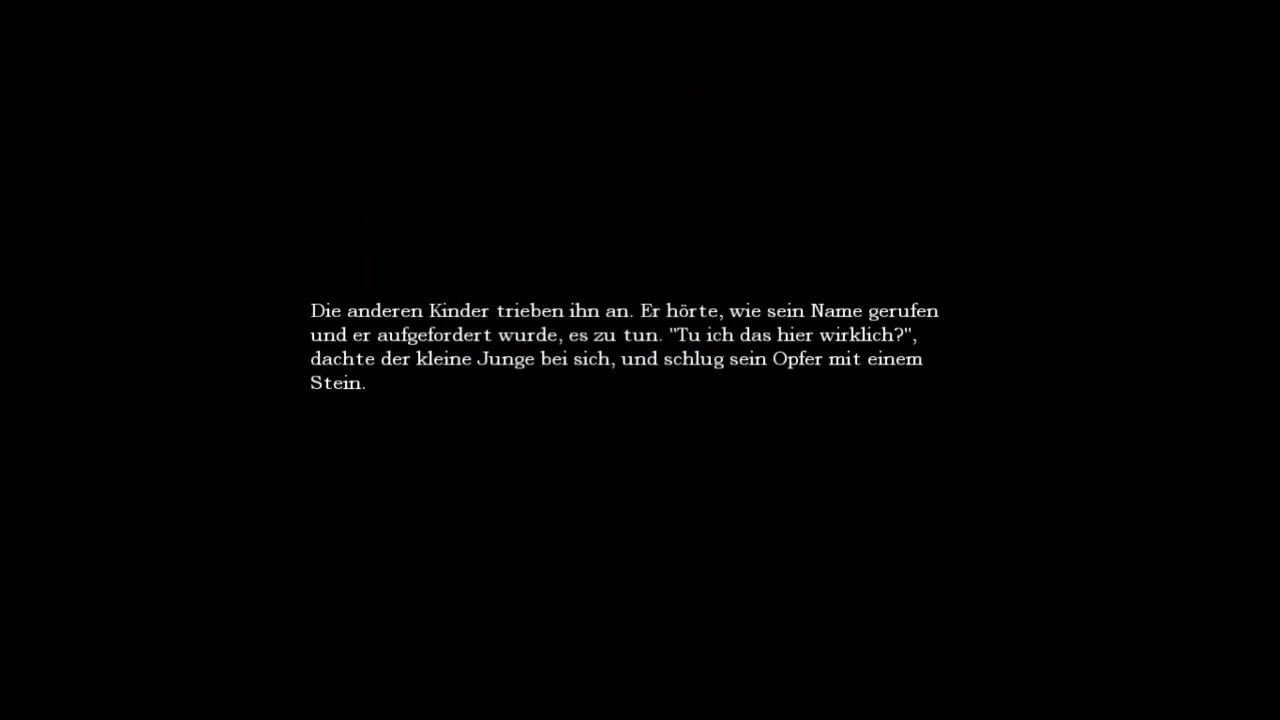 Die anderen Kinder trieben ihn an. Er hörte, wie sein Name gerufen
und er aufgefordert wurde, es zu tun. "Tu ich das hier wirklich?",
dachte der kleine Junge bei sich, und schlug sein Opfer mit einem
Stein.